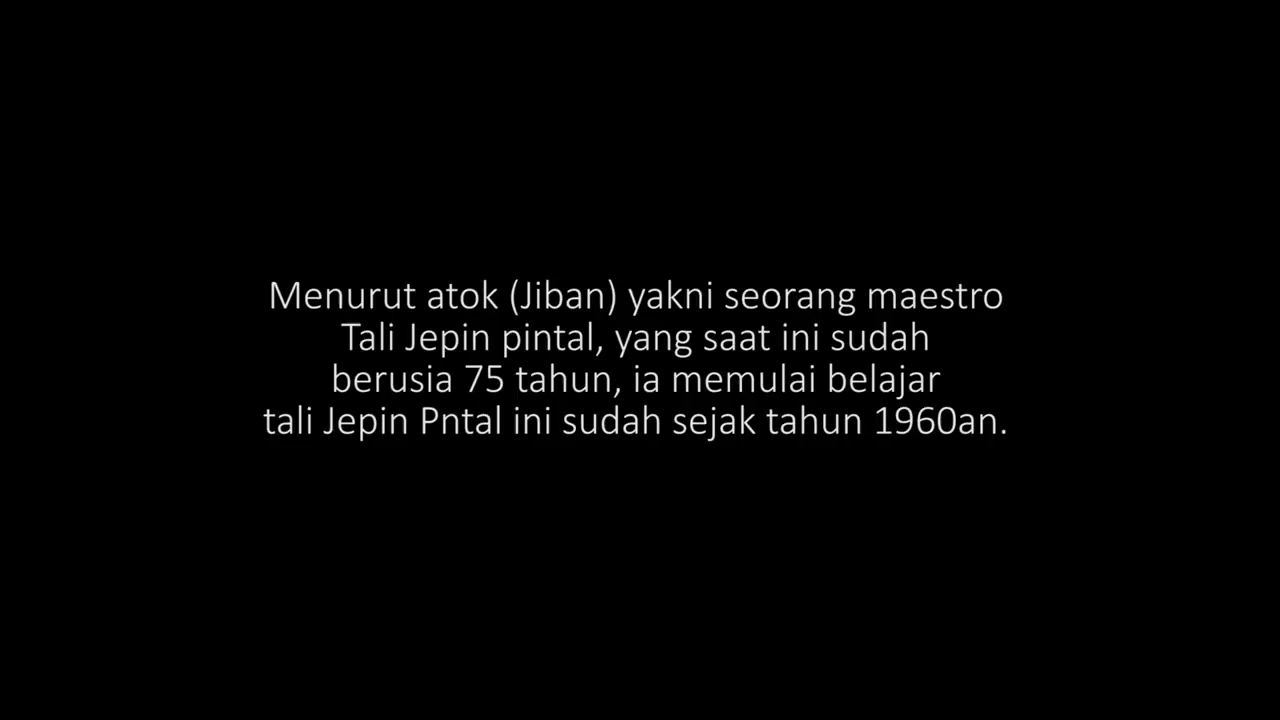 Menurut atok (Jiban) yakni seorang maestro
Tali Jepin pintal, yang saat ini sudah
berusia 75 tahun, ia memulai belajar
tali Jepin Pntal ini sudah sejak tahun 1960an.